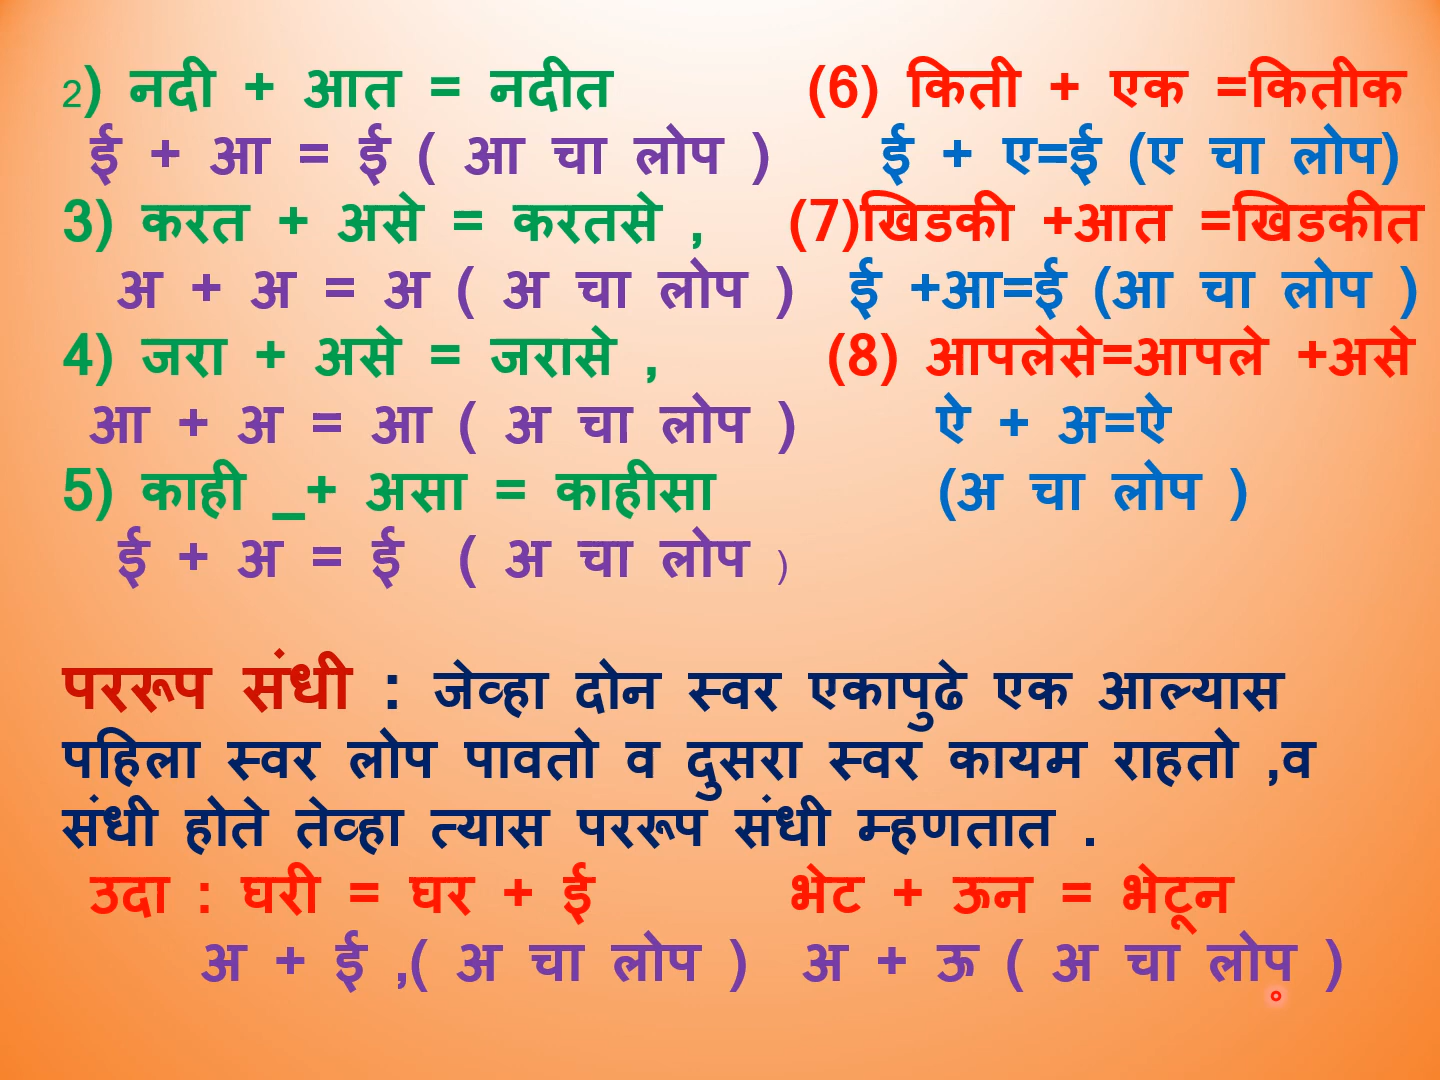 2) नदी + आत = नदीत (6) किती + एक =कितीक
ई + आ = ई ( आ चा लोप ) ई + ए=ई (ए चा लोप)
3) करत + असे = करतसे , (7)खिडकी +आत =खिडकीत
अ + अ = अ ( अ चा लोप ) ई +आ=ई (आ चा लोप )
4) जरा + असे = जरासे , (8) आपलेसे=आपले +असे
आ + अ = आ ( अ चा लोप ) ऐ + अ=ऐ
5) काही _+ असा = काहीसा (अ चा लोप )
ई + अ = ई ( अ चा लोप )
पररूप संधी : जेव्हा दोन स्वर एकापुढे एक आल्यास
पहिला स्वर लोप पावतो व दुसरा स्वर कायम राहतो ,व
संधी होते तेव्हा त्यास पररूप संधी म्हणतात .
उदा : घरी = घर + ई भेट + ऊन = भेटून
अ + ई ,( अ चा लोप ) अ + ऊ ( अ चा लोप )